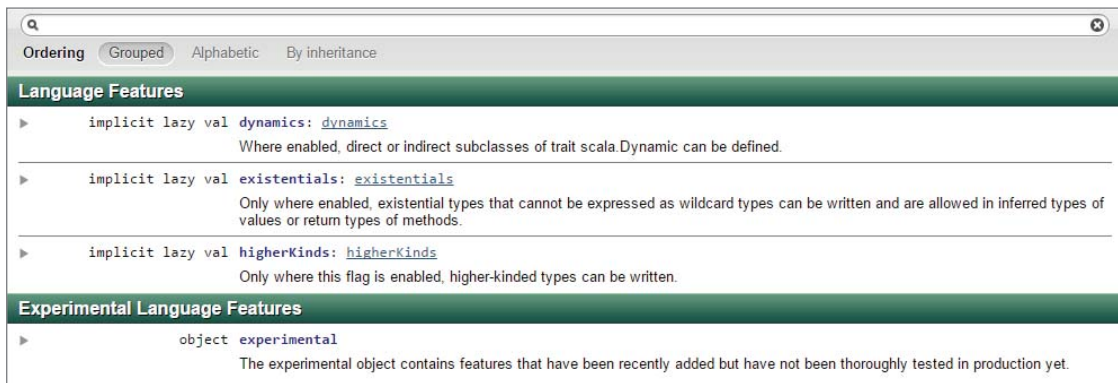 Ordering Grouped Alphabetic By inheritance
Language Features
implicit lazy val dynamics: dynamics
Where enabled, direct or indirect subclasses of trait scala.Dynamic can be defined.
implicit lazy val existentials: existentials
Only where enabled, existential types that cannot be expressed as wildcard types can be written and are allowed in inferred types of
values or return types of methods.
implicit lazy val higherKinds: higherKinds
Only where this flag is enabled, higher-kinded types can be written.
Experimental Language Features
object experimental
The experimental object contains features that have been recently added but have not been thoroughly tested in production yet.